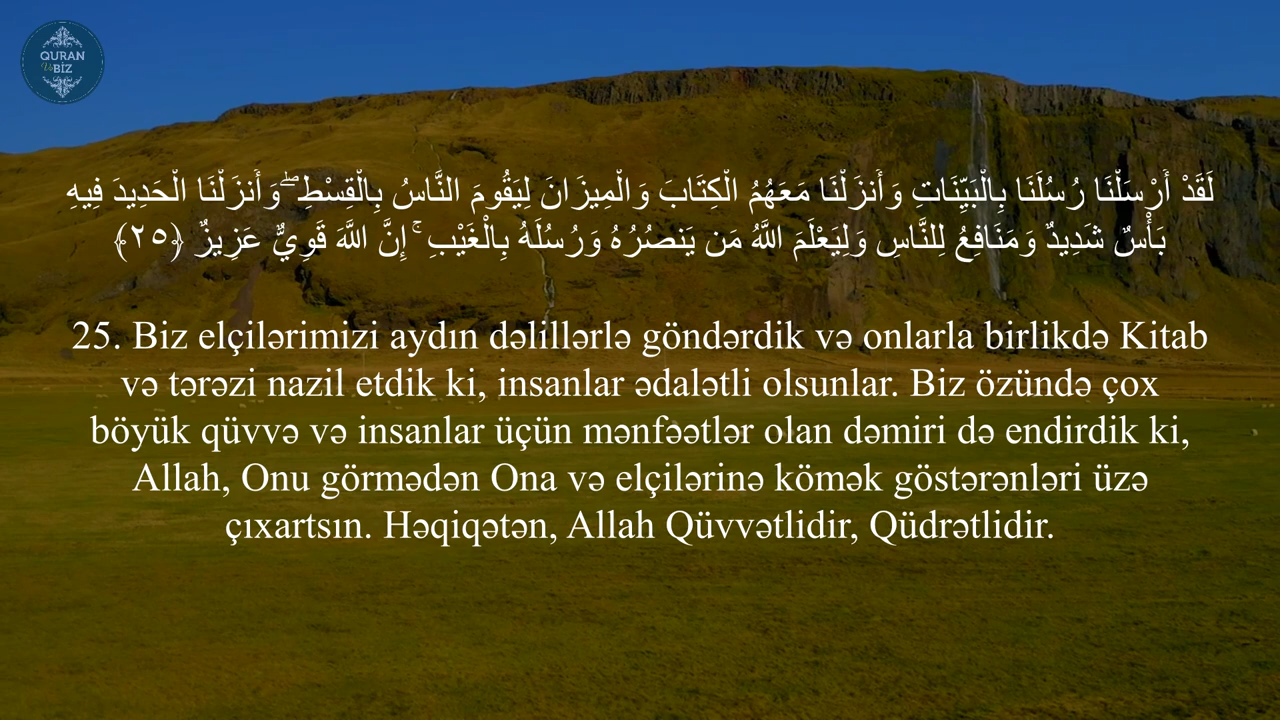 QURAN
Və BİZ
لَقَدْ أَرْسَلْنَا رُسُلَنَا بِالْبَيِّنَاتِ وَأَنزَلْنَا مَعَهُمُ الْكِتَابَ وَالْمِيزَانَ لِيَقُومَ النَّاسُ بِالْقِسْطِ ۖ وَأَنزَلْنَا الْحَدِيدَ فِيهِ
بَأْسٌ شَدِيدٌ وَمَنَافِعُ لِلنَّاسِ وَلِيَعْلَمَ اللَّهُ مَن يَنصُرُهُ وَرُسُلَهُ بِالْغَيْبِ ۚ إِنَّ اللَّهَ قَوِيٌّ عَزِيزٌ ﴿٢٥﴾
25. Biz elçilərimizi aydın dəlillərlə göndərdik və onlarla birlikdə Kitab
və tərəzi nazil etdik ki, insanlar ədalətli olsunlar. Biz özündə çox
böyük qüvvə və insanlar üçün mənfəətlər olan dəmiri də endirdik ki,
Allah, Onu görmədən Ona və elçilərinə kömək göstərənləri üzə
çıxartsın. Həqiqətən, Allah Qüvvətlidir, Qüdrətlidir.